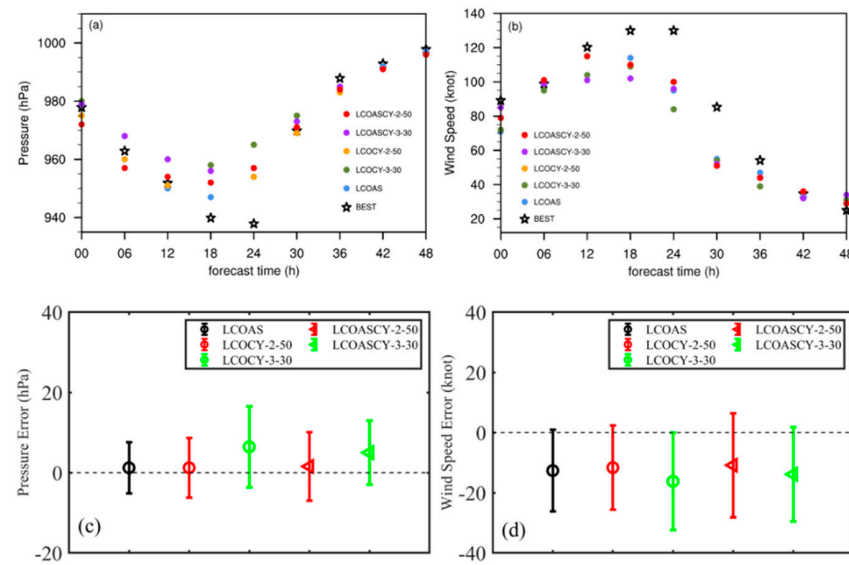 (a)
1000
980
960
940
Pressure (hPa)
LCOASCY-2-50
LCOASCY-3-30
LCOCY-2-50
LCOCY-3-30
LCOAS
BEST
00 06 12 18 24 30 36 42 48
forecast time (h)
(b)
140
120
100
80
60
40
20
0
Wind Speed (knot)
LCOASCY-2-50
LCOASCY-3-30
LCOCY-2-50
LCOCY-3-30
LCOAS
BEST
00 06 12 18 24 30 36 42 48
forecast time (h)
40
20
0
-20
Pressure Error (hPa)
LCOAS LCOASCY-2-50
LCOCY-2-50 LCOASCY-3-30
LCOCY-3-30
(c)
40
20
0
-20
-40
Wind Speed Error (knot)
LCOAS LCOASCY-2-50
LCOCY-2-50 LCOASCY-3-30
LCOCY-3-30
(d)